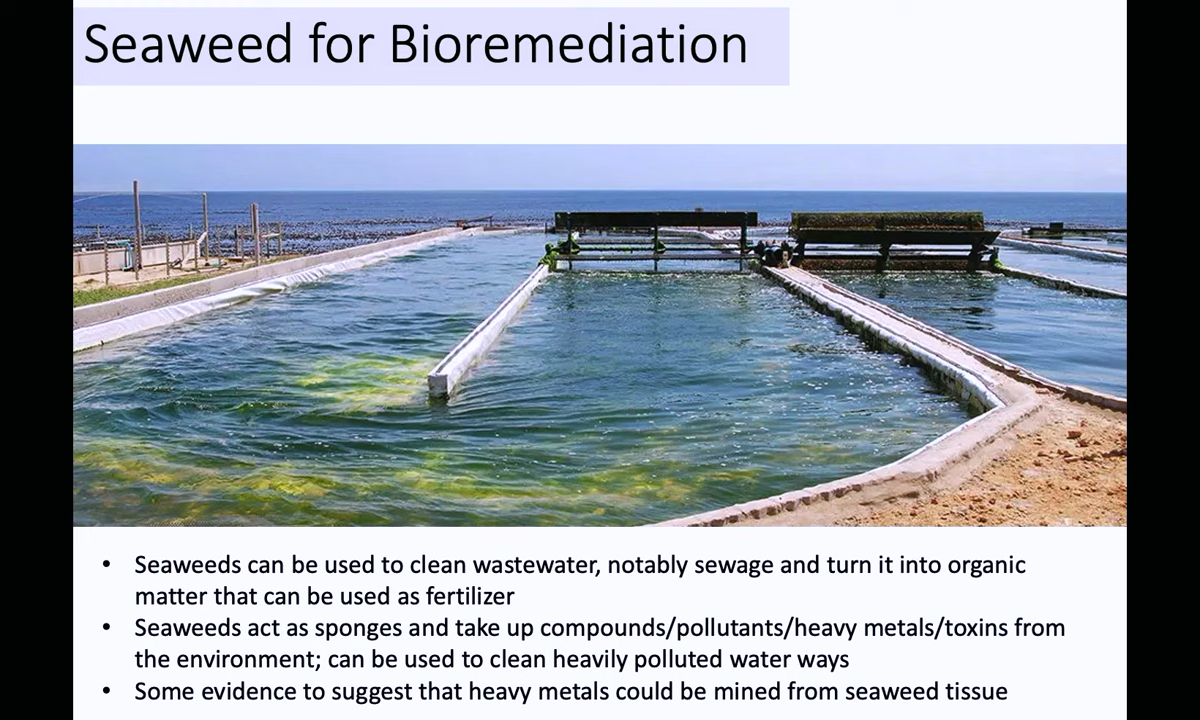 Seaweed for Bioremediation
• Seaweeds can be used to clean wastewater, notably sewage and turn it into organic
matter that can be used as fertilizer
• Seaweeds act as sponges and take up compounds/pollutants/heavy metals/toxins from
the environment; can be used to clean heavily polluted water ways
• Some evidence to suggest that heavy metals could be mined from seaweed tissue